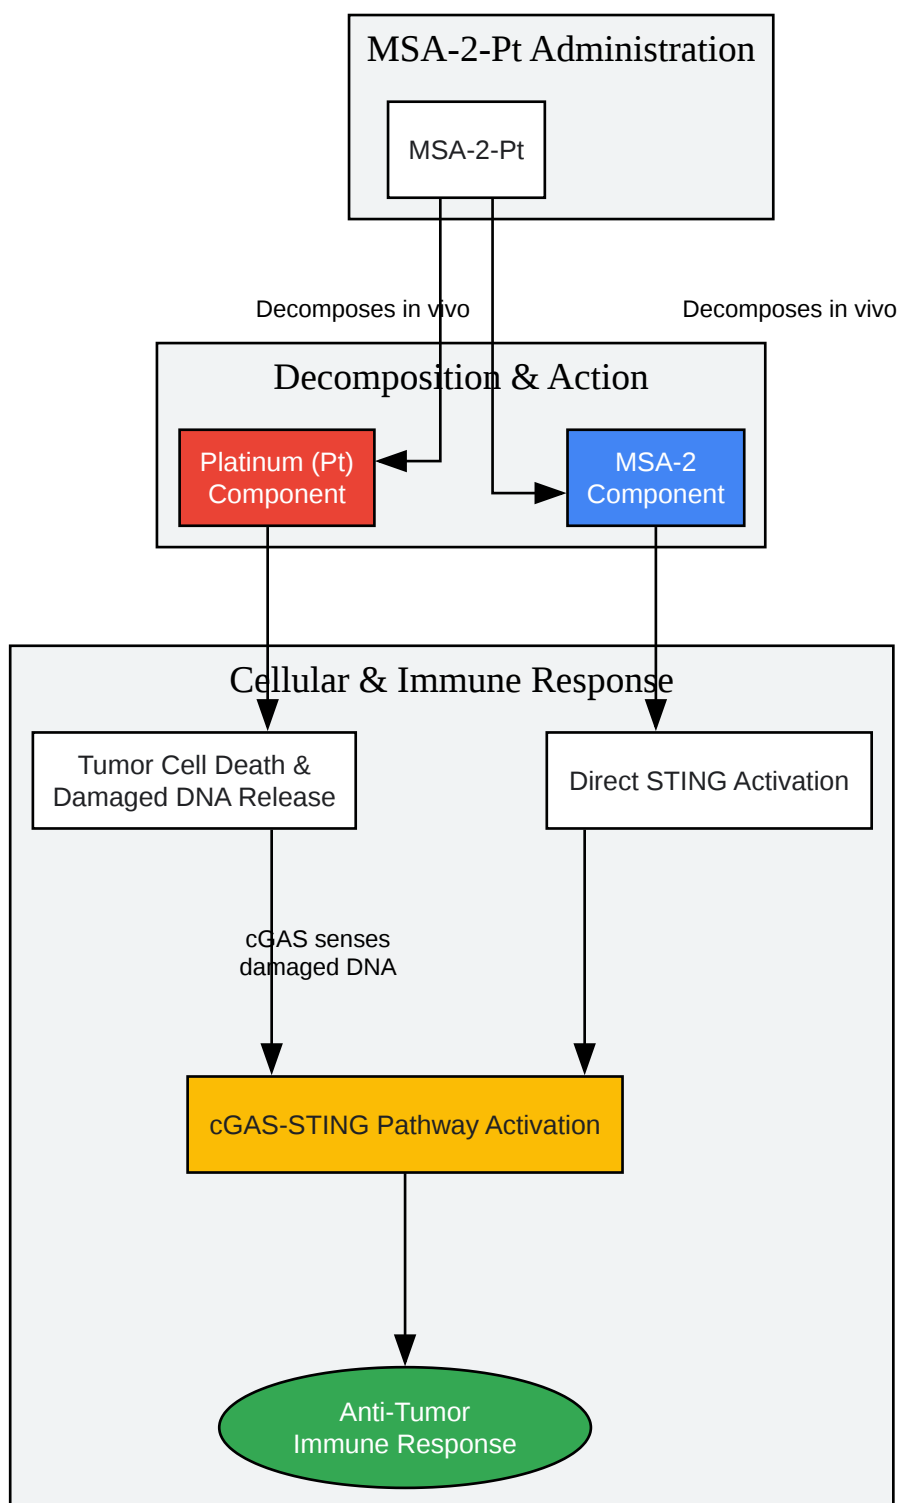 MSA-2-Pt Administration
MSA-2-Pt
Decomposes in vivo
Decomposes in vivo
Decomposition & Action
Platinum (Pt)
Component
MSA-2
Component
Cellular & Immune Response
Tumor Cell Death &
Damaged DNA Release
Direct STING Activation
cGAS senses
damaged DNA
cGAS-STING Pathway Activation
Anti-Tumor
Immune Response